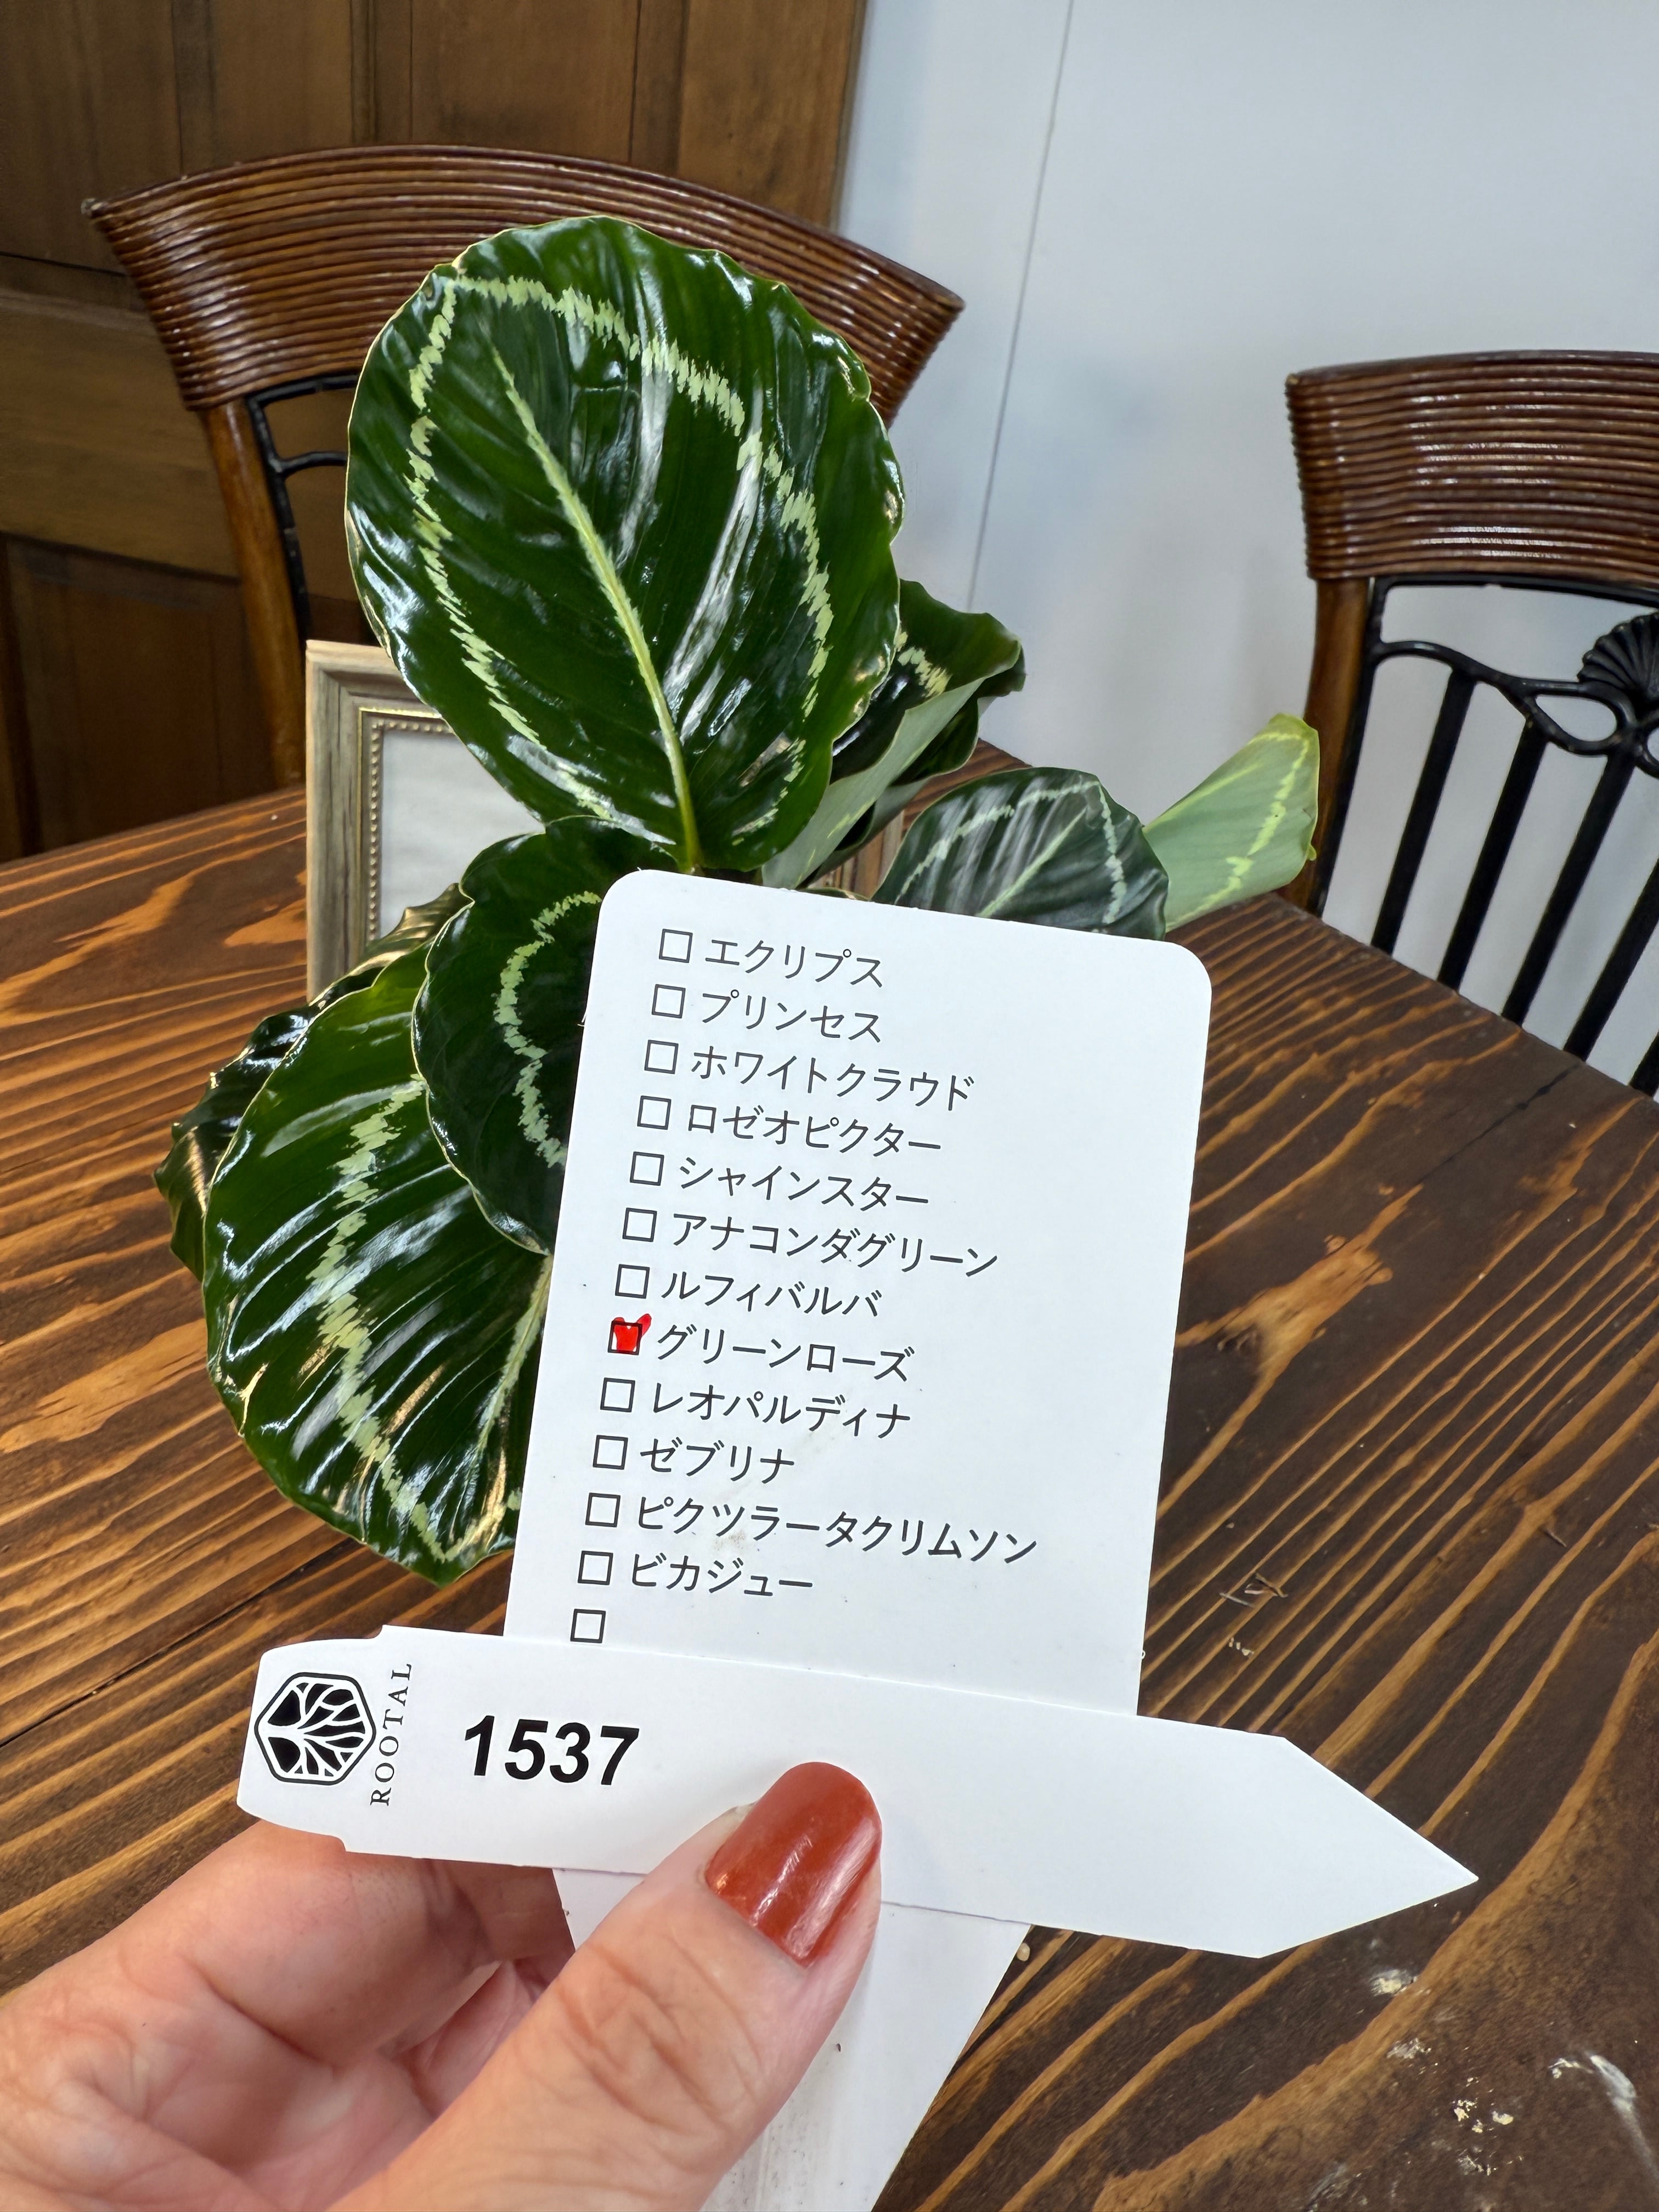 □ エクリプス
□ プリンセス
□ ホワイトクラウド
□ ロゼオピクター
□ シャインスター
□ アナコンダグリーン
□ ルフィバルバ
☑ グリーンローズ
□ レオパルディナ
□ ゼブリナ
□ ピクツラータクリムソン
□ ビカジュー
□
ROOTAL
1537